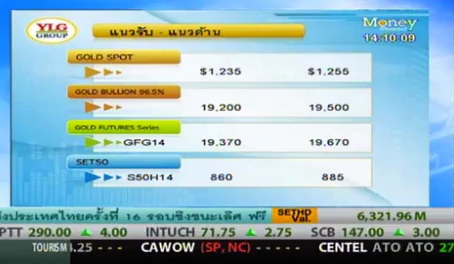 YLG GROUP
แนวรับ - แนวต้าน
Money
14:10:09
GOLD SPOT
$1,235 $1,255
GOLD BULLION 96.5%
19,200 19,500
GOLD FUTURES Series
GFG14 19,370 19,670
SET50
S50H14 860 885
ประเทศไทยครั้งที่ 16 รอบชิงชนะเลิศ ฟรี SETHD Val. 6,321.96 M
PTT 290.00 4.00 INTUCH 71.75 2.75 SCB 147.00 3.00
TOURISM .25 --- CAWOW (SP, NC) ----- CENTEL ATO ATO 27